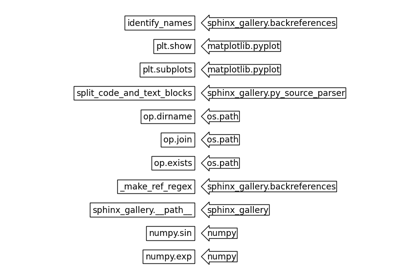 identify_names sphinx_gallery.backreferences
plt.show matplotlib.pyplot
plt.subplots matplotlib.pyplot
split_code_and_text_blocks sphinx_gallery.py_source_parser
op.dirname os.path
op.join os.path
op.exists os.path
_make_ref_regex sphinx_gallery.backreferences
sphinx_gallery.__path__ sphinx_gallery
numpy.sin numpy
numpy.exp numpy